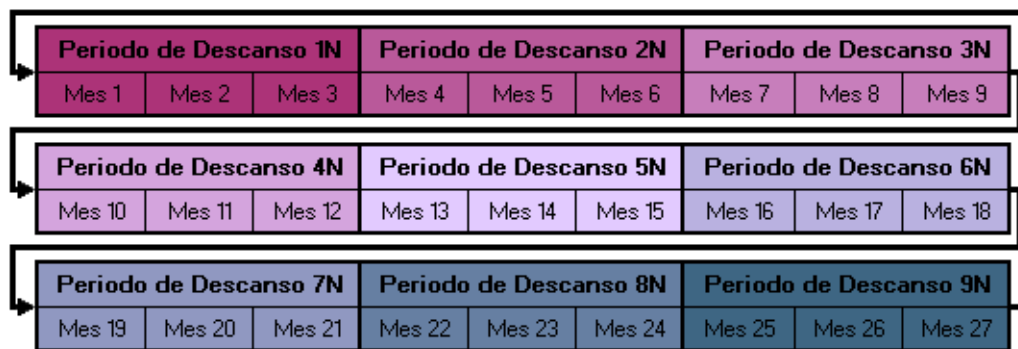 Periodo de Descanso 1N Periodo de Descanso 2N Periodo de Descanso 3N
Mes 1 Mes 2 Mes 3 Mes 4 Mes 5 Mes 6 Mes 7 Mes 8 Mes 9
Periodo de Descanso 4N Periodo de Descanso 5N Periodo de Descanso 6N
Mes 10 Mes 11 Mes 12 Mes 13 Mes 14 Mes 15 Mes 16 Mes 17 Mes 18
Periodo de Descanso 7N Periodo de Descanso 8N Periodo de Descanso 9N
Mes 19 Mes 20 Mes 21 Mes 22 Mes 23 Mes 24 Mes 25 Mes 26 Mes 27